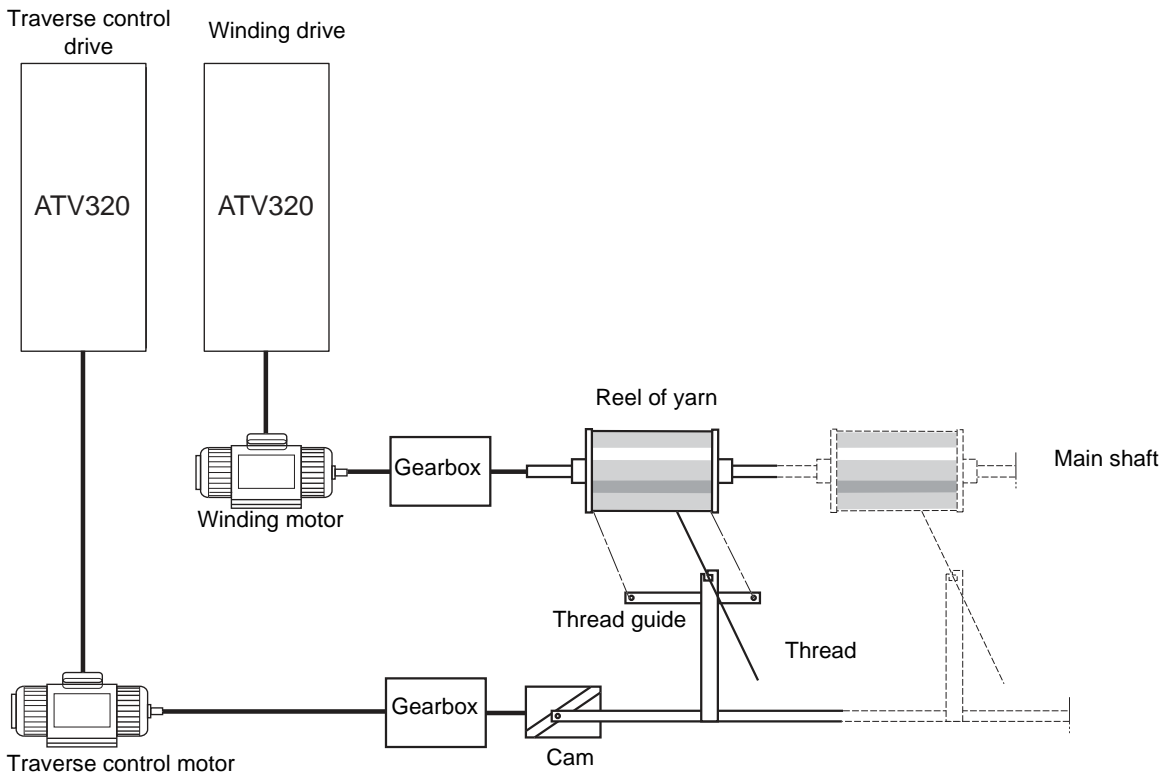 Traverse control
drive
Winding drive
ATV320
ATV320
Reel of yarn
Gearbox
Main shaft
Winding motor
Thread guide
Thread
Gearbox
Cam
Traverse control motor